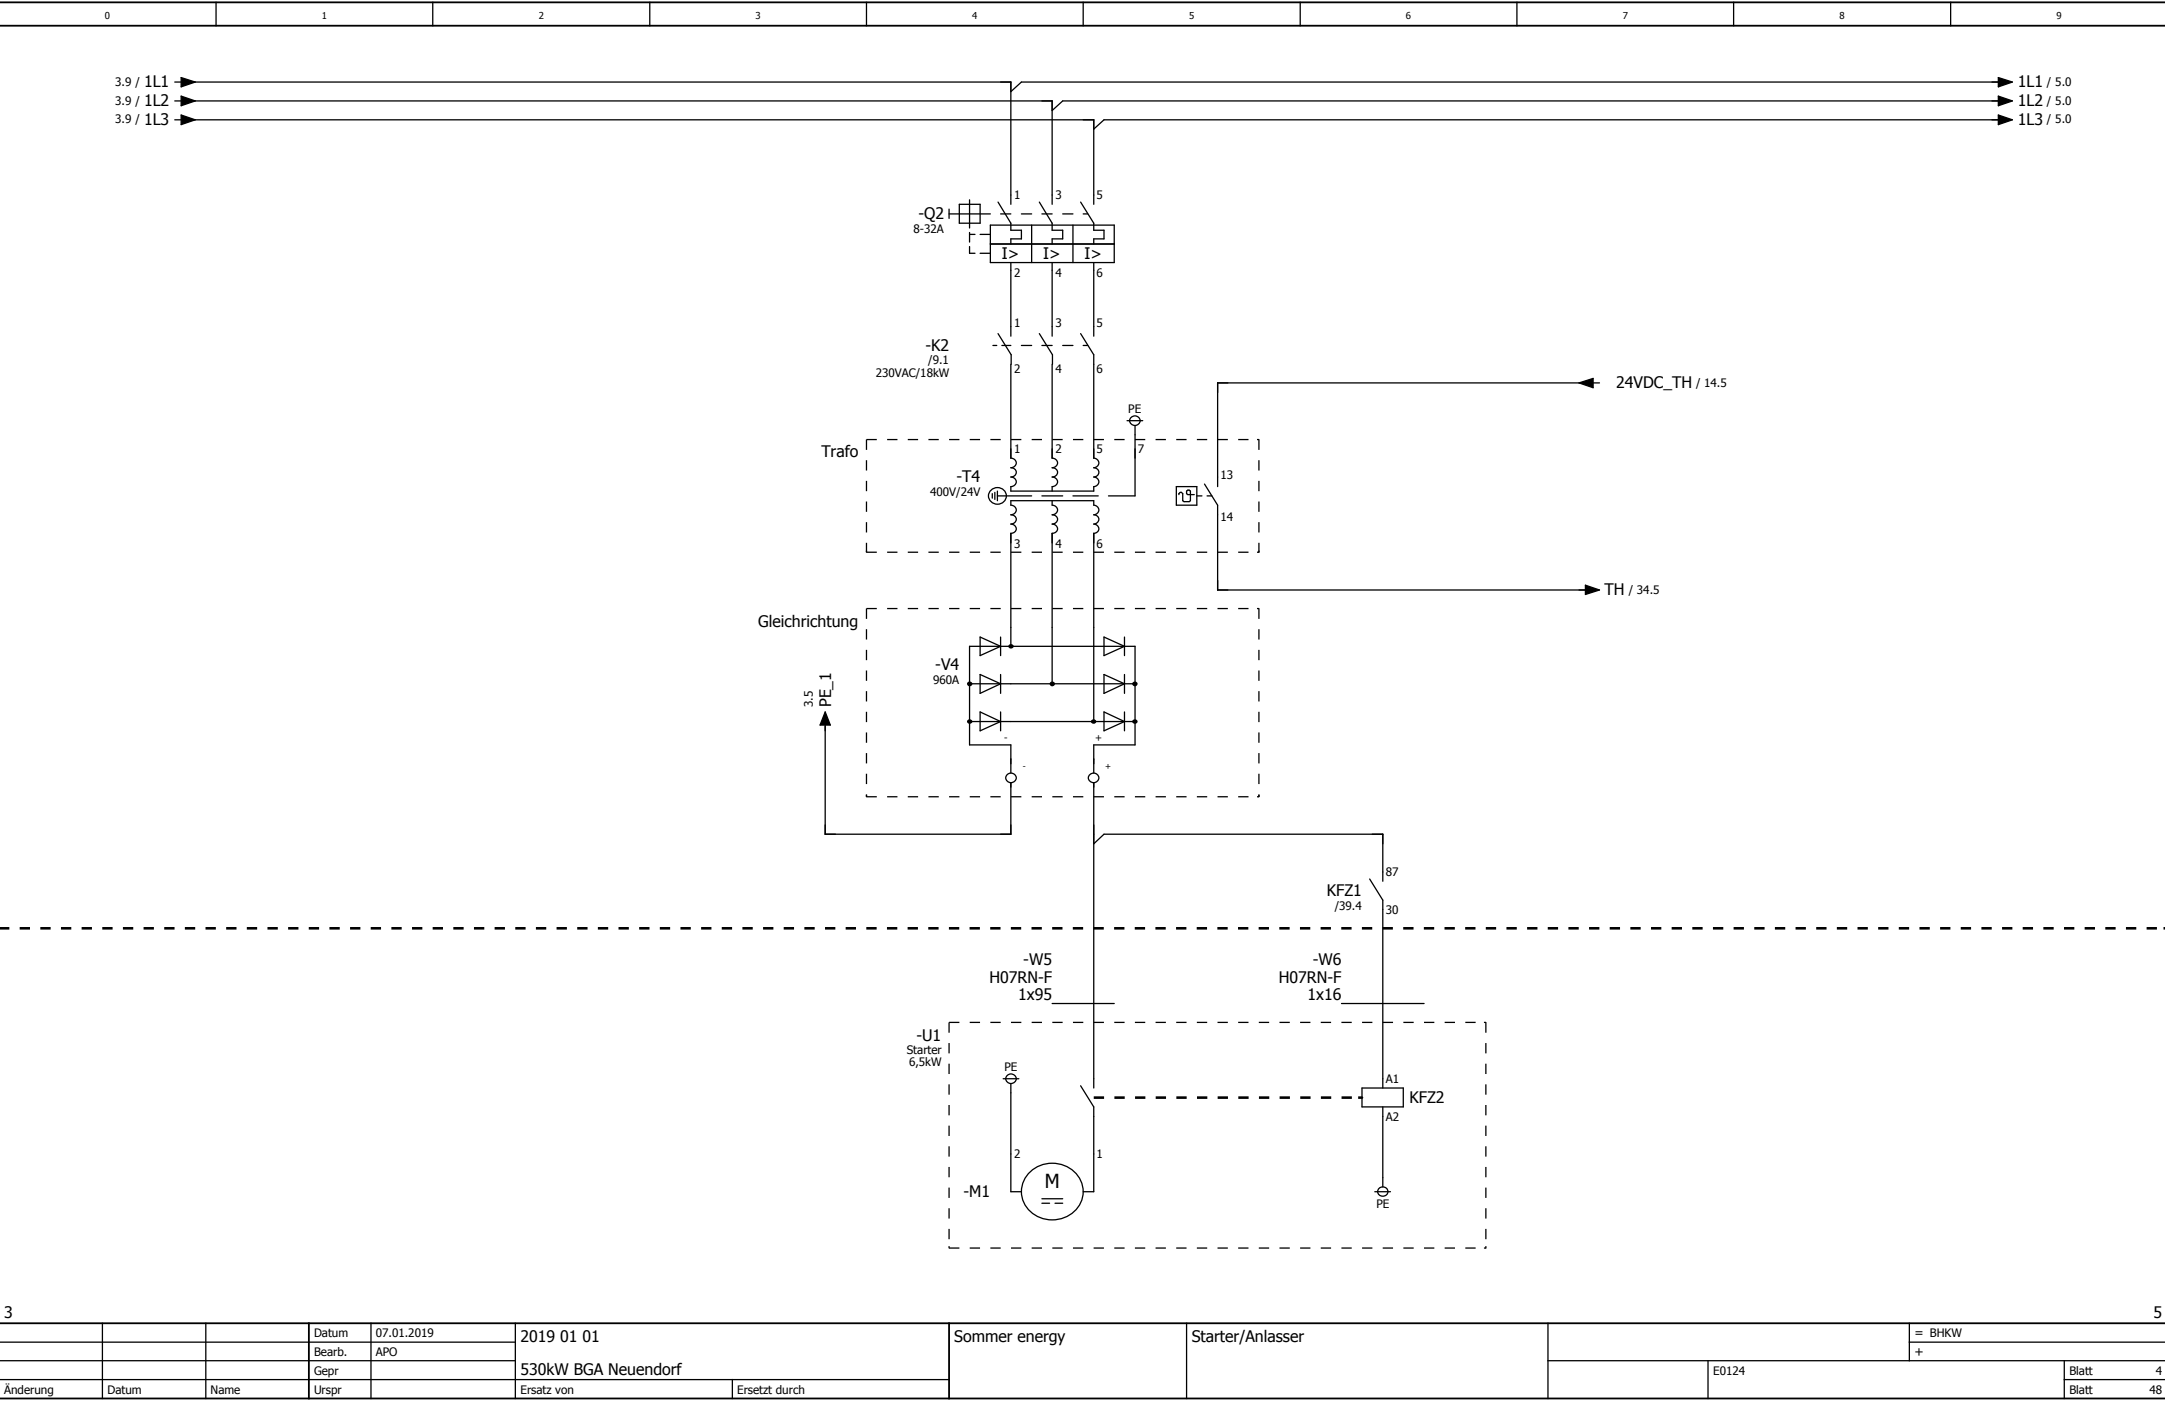 0 1 2 3 4 5 6 7 8 9
3.9 / 1L1
1L1 / 5.0
3.9 / 1L2
1L2 / 5.0
3.9 / 1L3
1L3 / 5.0
1 3 5
-Q2
8-32A
I> I> I>
2 4 6
1 3 5
-K2
/9.1
230VAC/18kW
2 4 6
24VDC_TH / 14.5
PE
Trafo
1 2 5 7
-T4
400V/24V
13
14
3 4 6
TH / 34.5
Gleichrichtung
-V4
960A
3.5
PE_1
- +
- +
87
KFZ1
/39.4
30
-W5
H07RN-F
1x95
-W6
H07RN-F
1x16
-U1
Starter
6,5kW
PE
A1
KFZ2
A2
2 1
-M1
M
PE
3
5
Datum 07.01.2019
Bearb. APO
Gepr
Änderung Datum Name Urspr
2019 01 01
530kW BGA Neuendorf
Ersatz von Ersetzt durch
Sommer energy
Starter/Anlasser
= BHKW
+
E0124
Blatt 4
Blatt 48